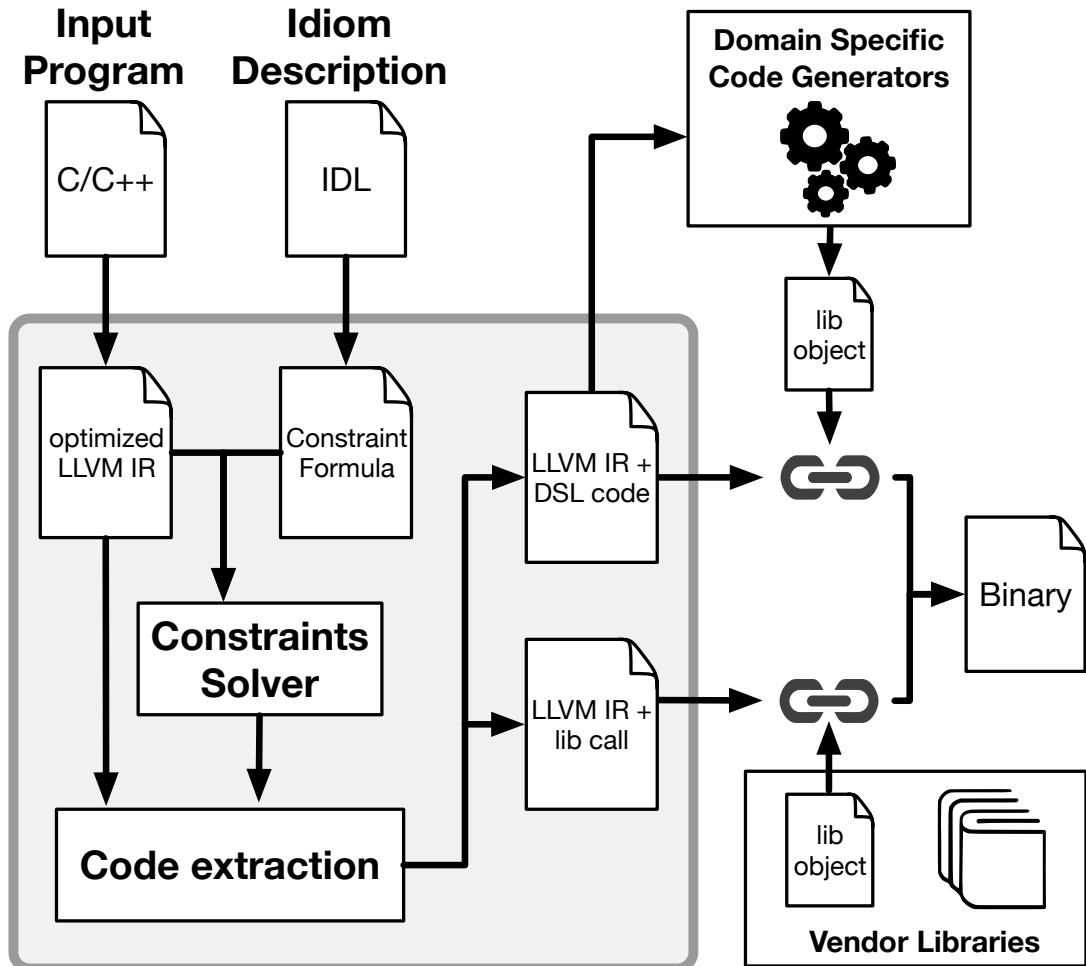 Input
Program
Idiom
Description
Domain Specific
Code Generators
C/C++
IDL
lib
object
optimized
LLVM IR
Constraint
Formula
LLVM IR +
DSL code
Binary
Constraints
Solver
LLVM IR +
lib call
Code extraction
lib
object
Vendor Libraries